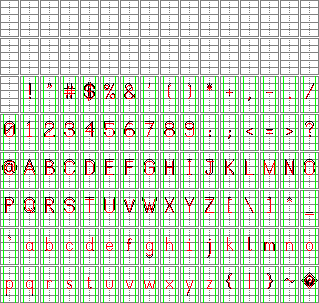 ! " # $ % & ' ( ) * + , - . /
0 1 2 3 4 5 6 7 8 9 : ; < = > ?
@ A B C D E F G H I J K L M N O
P Q R S T U V W X Y Z [ \ ] ^ _
` a b c d e f g h i j k l m n o
p q r s t u v w x y z { | } ~